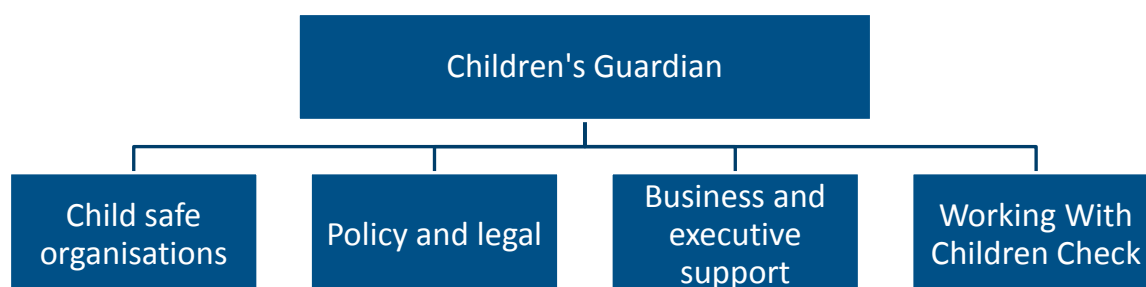 Children's Guardian
Child safe
organisations
Policy and legal
Business and
executive
support
Working With
Children Check